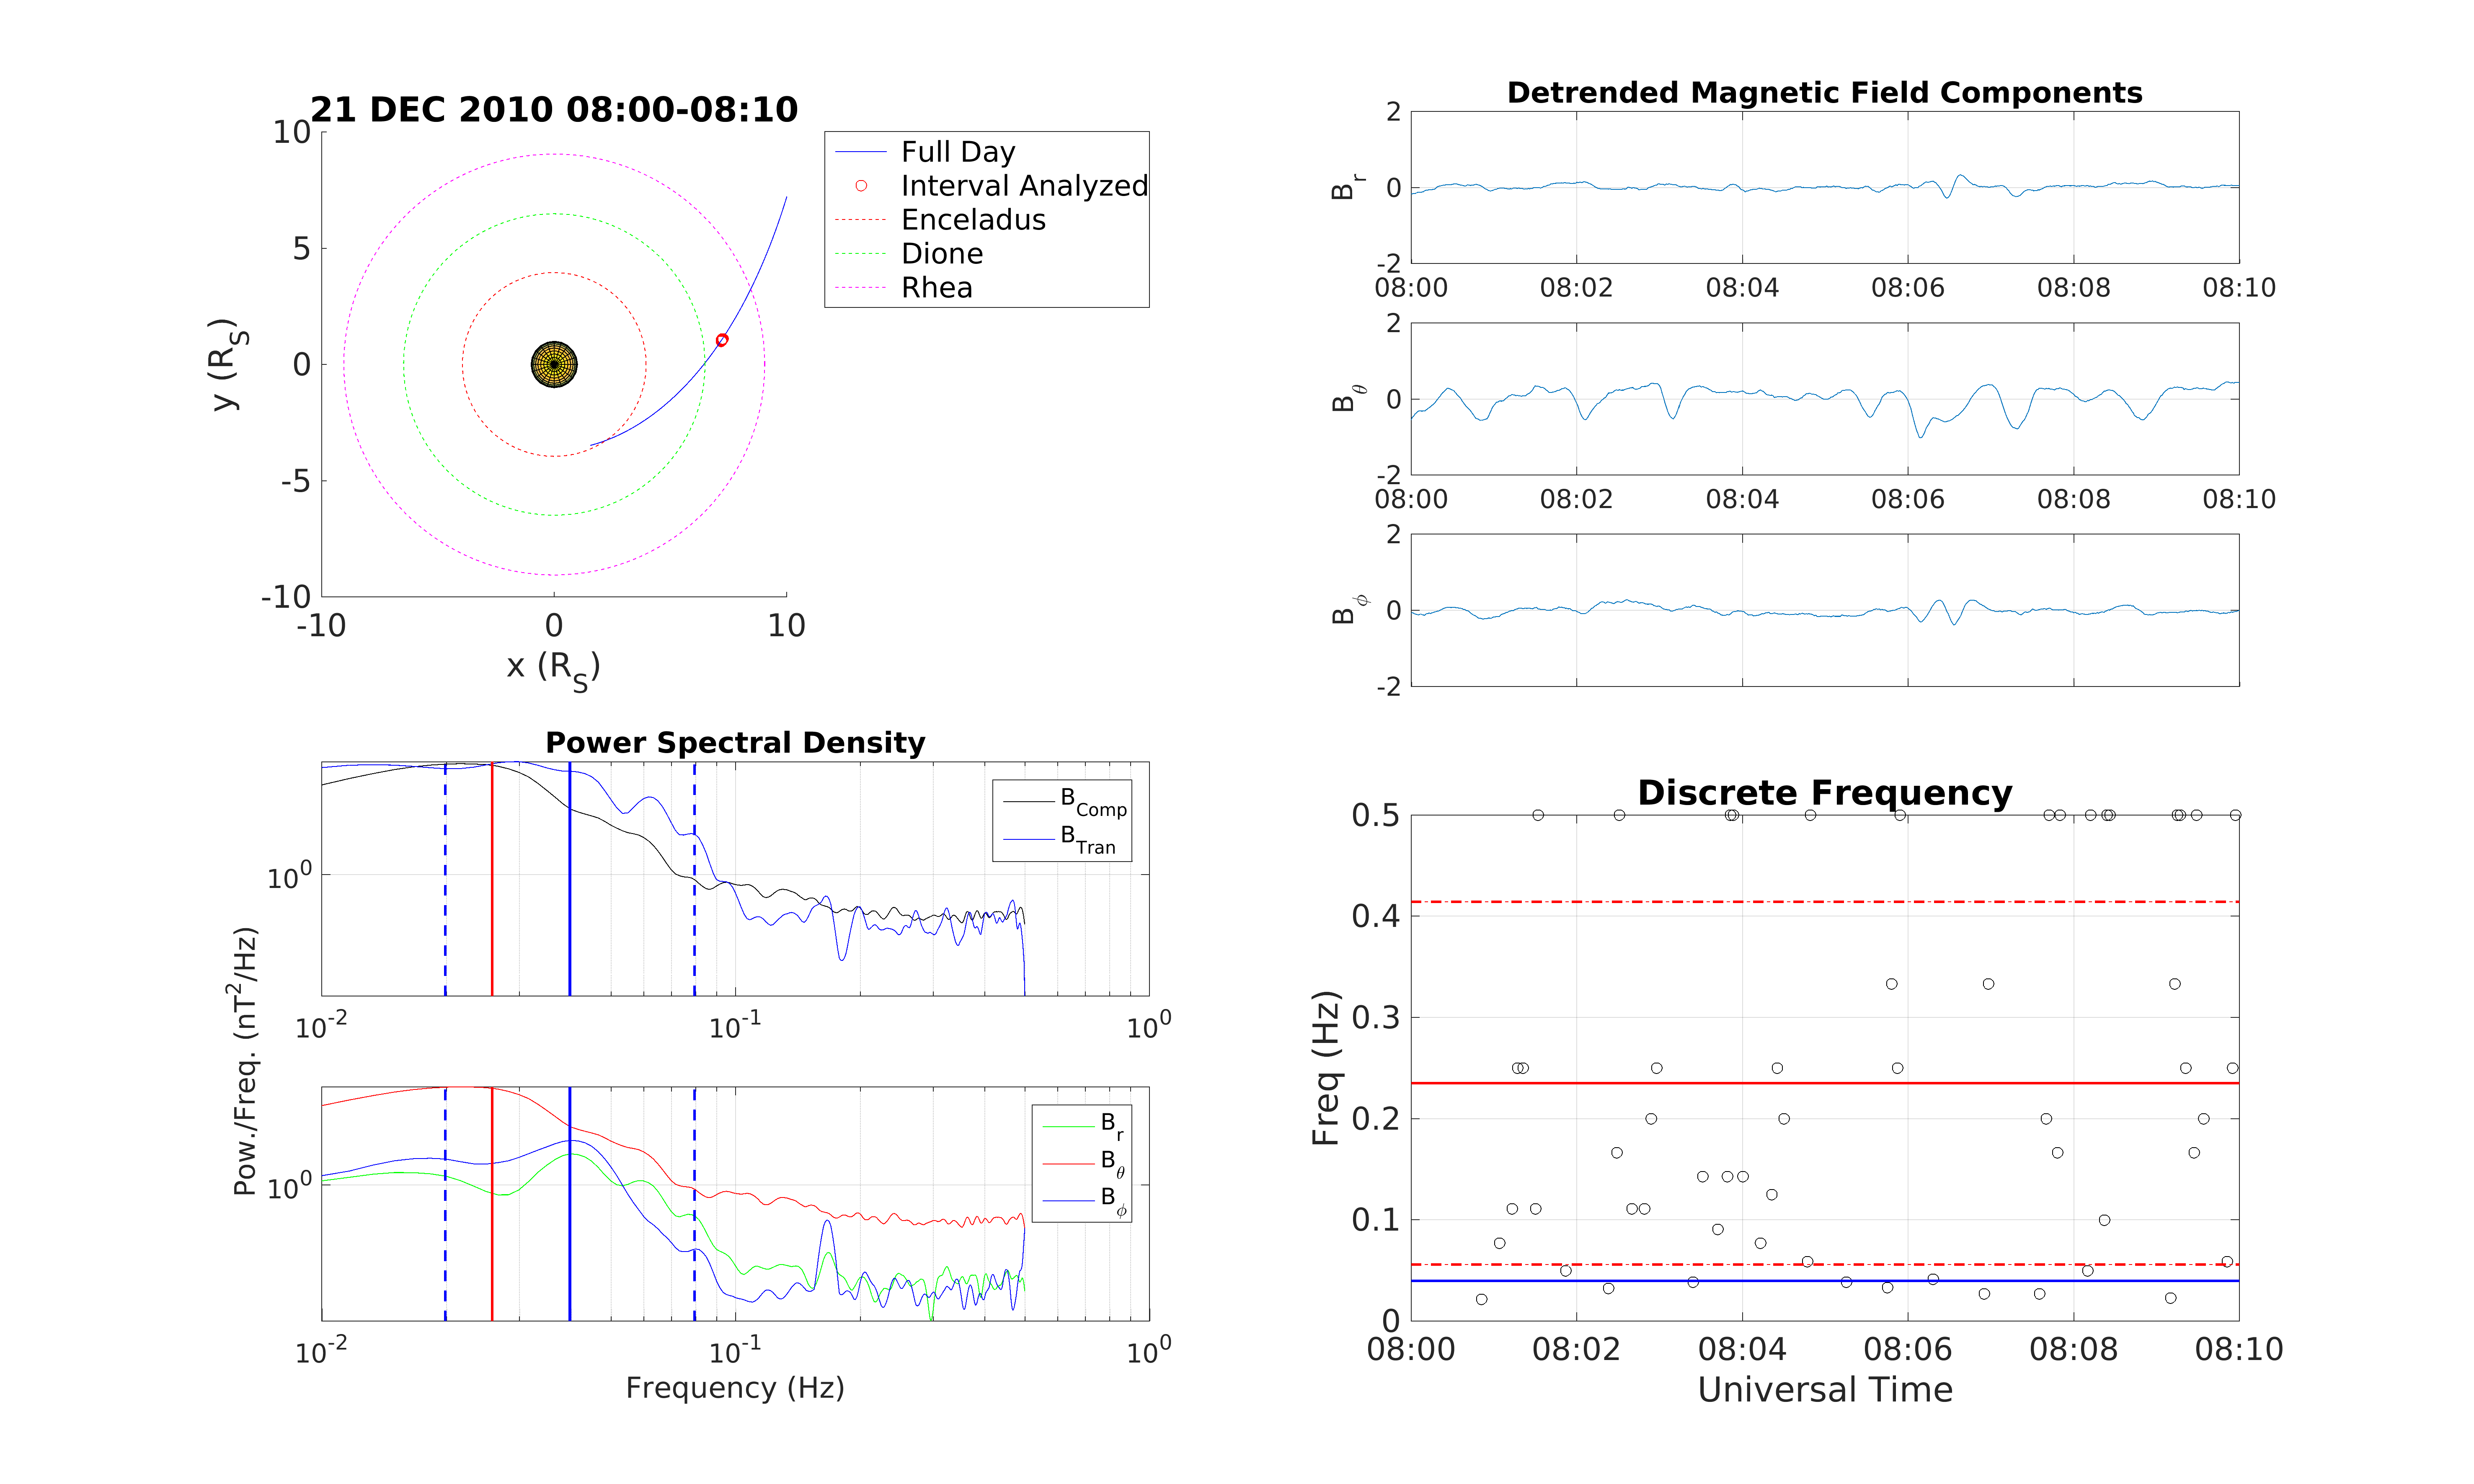 21 DEC 2010 08:00-08:10
10
5
0
-5
-10
-10 0 10
y (R_S)
x (R_S)
Full Day
Interval Analyzed
Enceladus
Dione
Rhea
Detrended Magnetic Field Components
2
0
-2
B_r
08:00 08:02 08:04 08:06 08:08 08:10
2
0
-2
B_θ
08:00 08:02 08:04 08:06 08:08 08:10
2
0
-2
B_ϕ
Power Spectral Density
10^0
B_Comp
B_Tran
10^-2 10^-1 10^0
Pow./Freq. (nT^2/Hz)
10^0
B_r
B_θ
B_ϕ
10^-2 10^-1 10^0
Frequency (Hz)
Discrete Frequency
0.5
0.4
0.3
0.2
0.1
0
Freq (Hz)
08:00 08:02 08:04 08:06 08:08 08:10
Universal Time